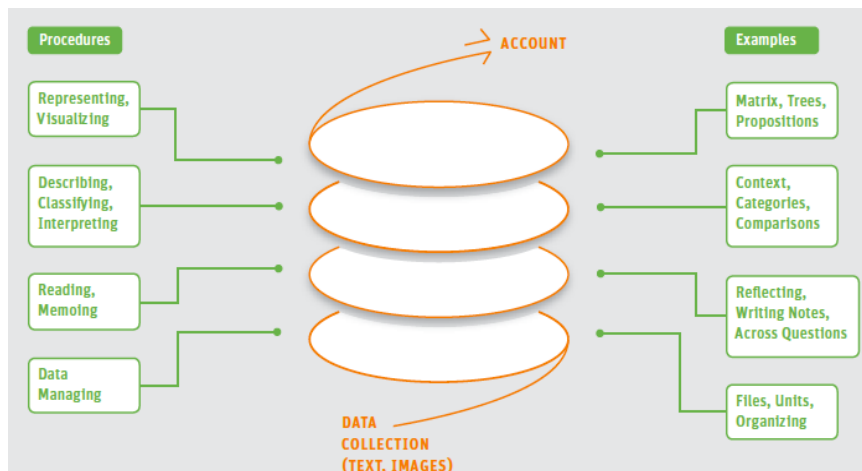 Procedures
Representing,
Visualizing
Describing,
Classifying,
Interpreting
Reading,
Memoing
Data
Managing
ACCOUNT
DATA
COLLECTION
(TEXT, IMAGES)
Examples
Matrix, Trees,
Propositions
Context,
Categories,
Comparisons
Reflecting,
Writing Notes,
Across Questions
Files, Units,
Organizing